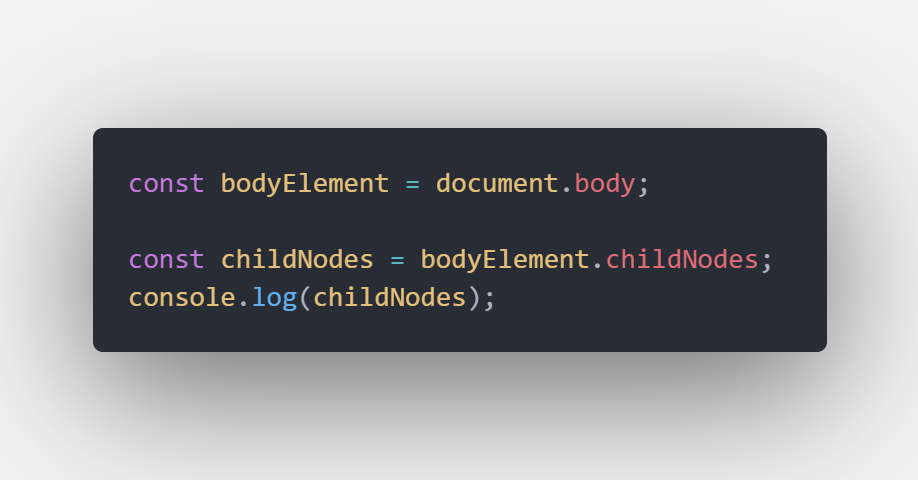 const bodyElement = document.body;
const childNodes = bodyElement.childNodes;
console.log(childNodes);